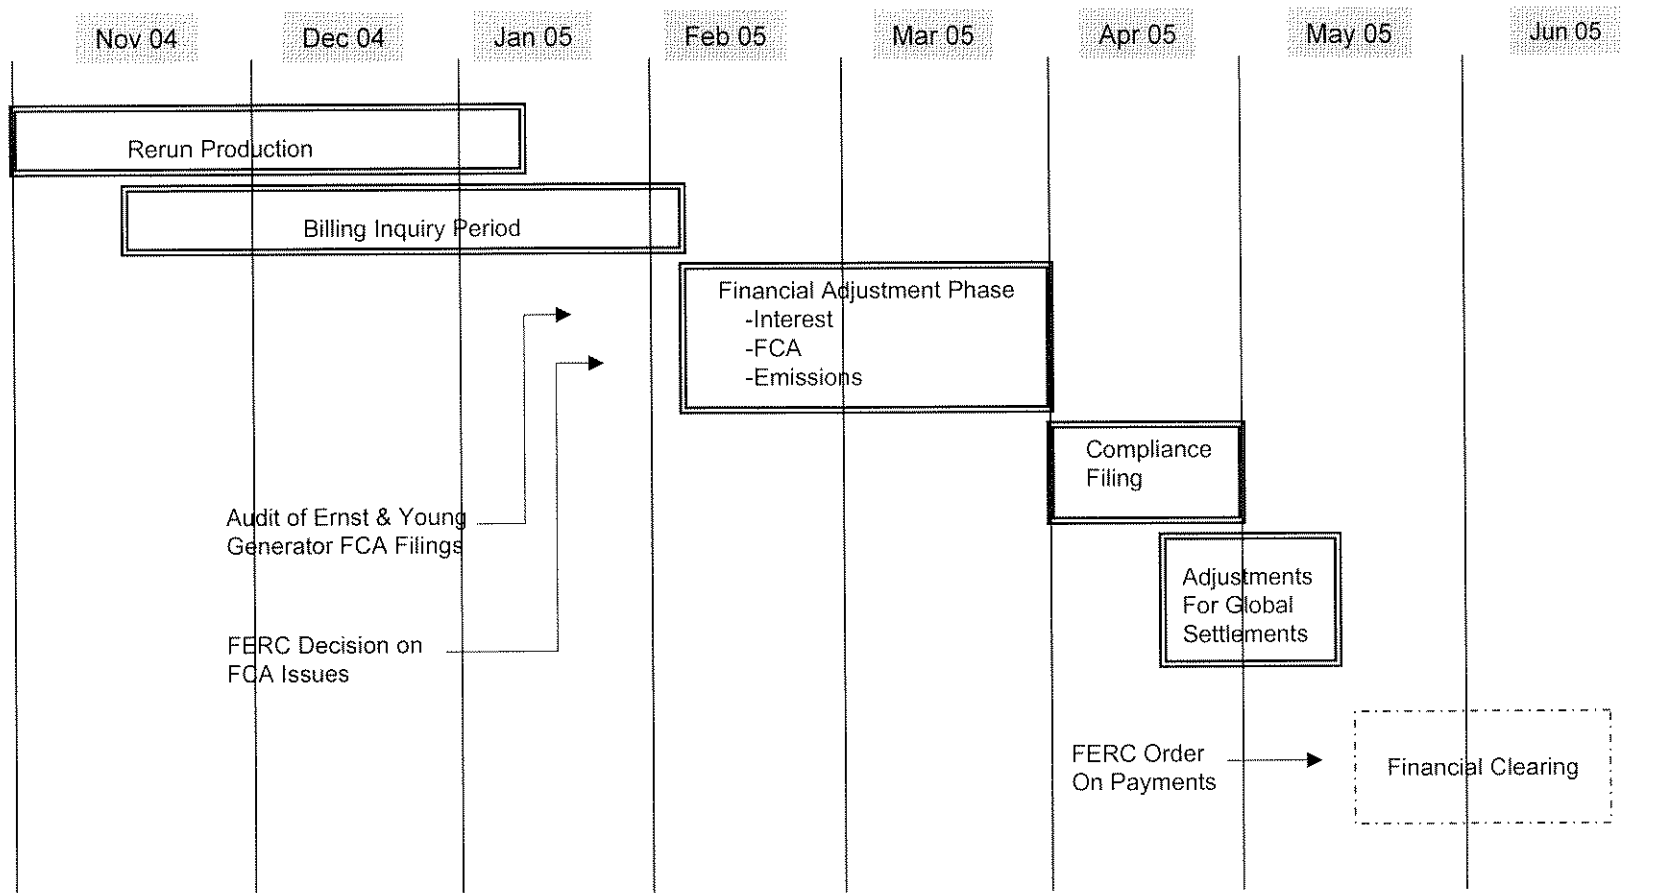 Nov 04 Dec 04 Jan 05 Feb 05 Mar 05 Apr 05 May 05 Jun 05
Rerun Production
Billing Inquiry Period
Financial Adjustment Phase
-Interest
-FCA
-Emissions
Compliance
Filing
Audit of Ernst & Young
Generator FCA Filings
Adjustments
For Global
Settlements
FERC Decision on
FCA Issues
FERC Order
On Payments
Financial Clearing